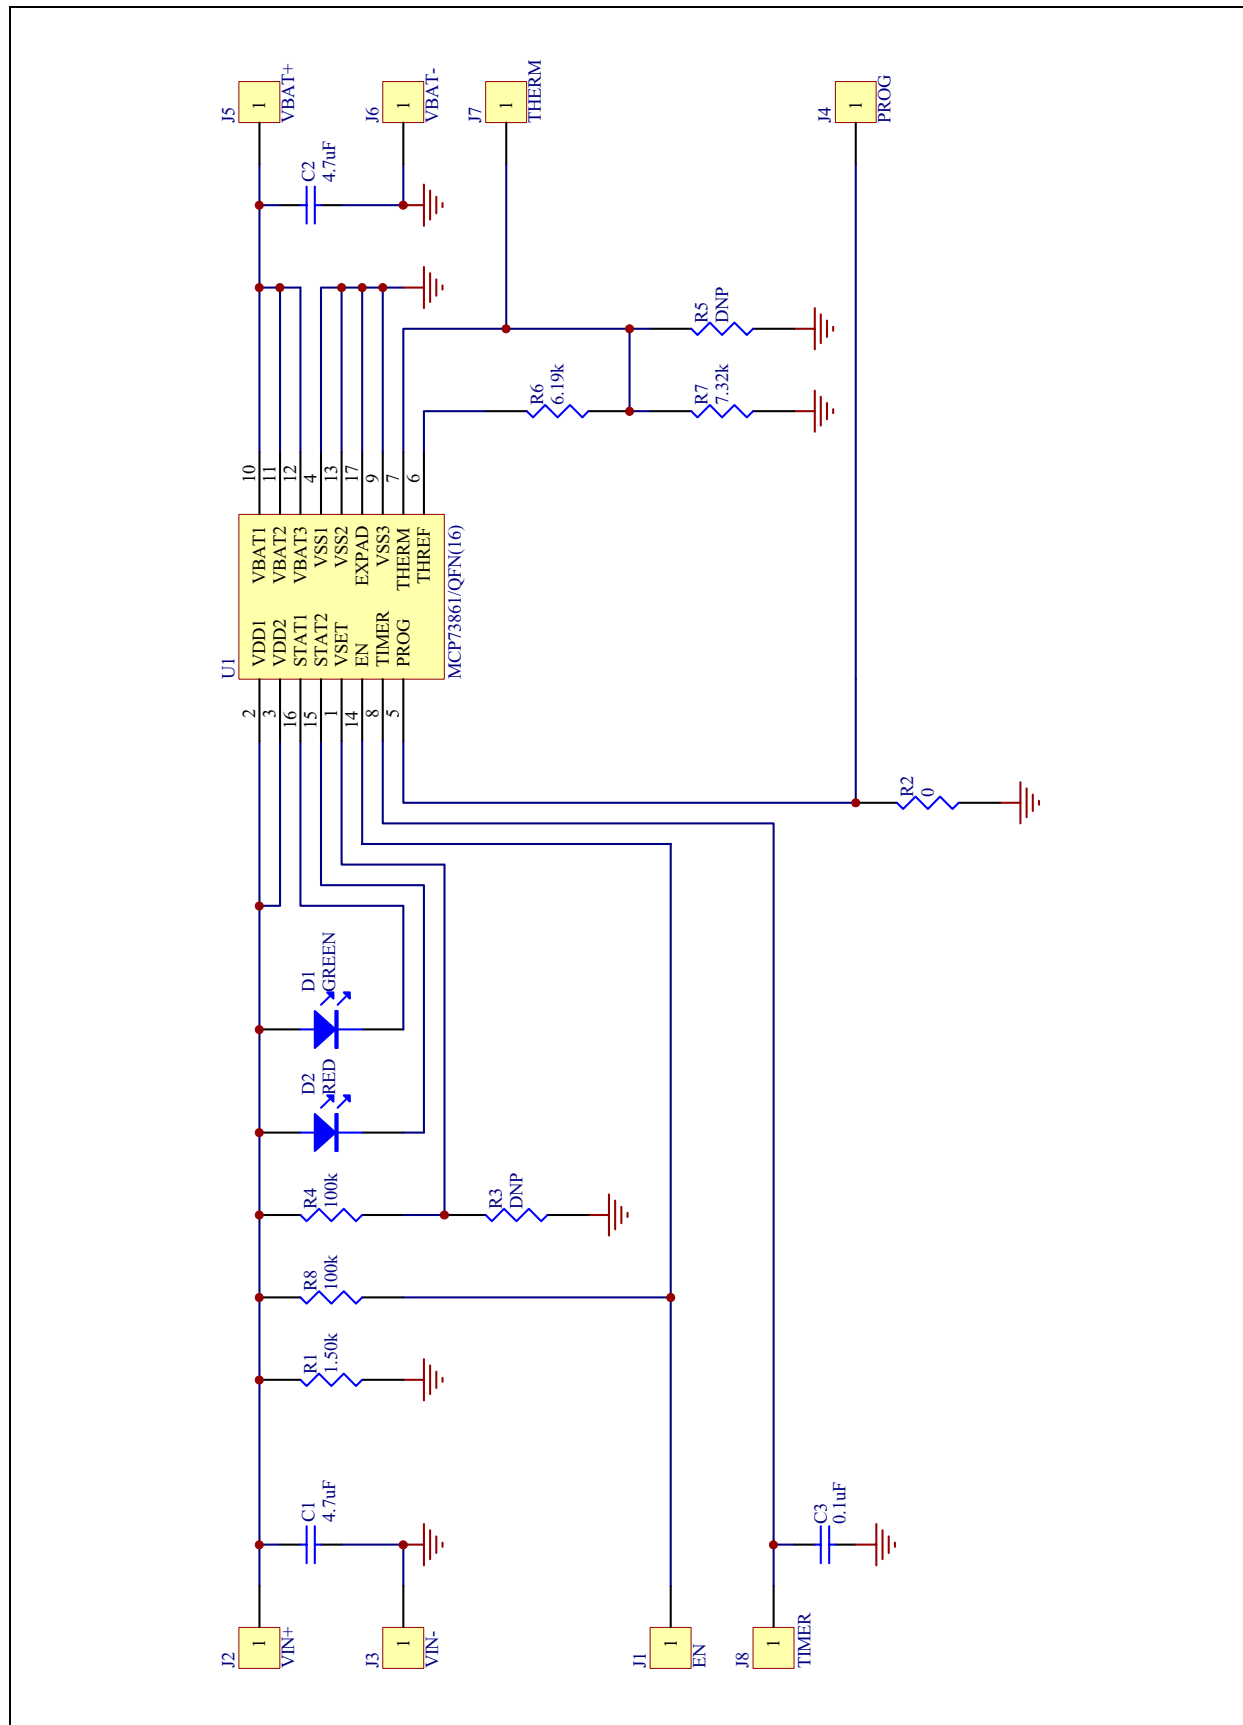 J2
1
VIN+
J3
1
VIN-
J1
1
EN
J8
1
TIMER
C1
4.7uF
C3
0.1uF
R1
1.50k
R8
100k
R4
100k
R3
DNP
D2
RED
D1
GREEN
R2
0
U1
2
VDD1
3
VDD2
16
STAT1
15
STAT2
1
VSET
14
EN
8
TIMER
5
PROG
VBAT1
10
VBAT2
11
VBAT3
12
VSS1
4
VSS2
13
EXPAD
17
VSS3
9
THERM
7
THREF
6
MCP73861/QFN(16)
R6
6.19k
R7
7.32k
R5
DNP
C2
4.7uF
J5
1
VBAT+
J6
1
VBAT-
J7
1
THERM
J4
1
PROG